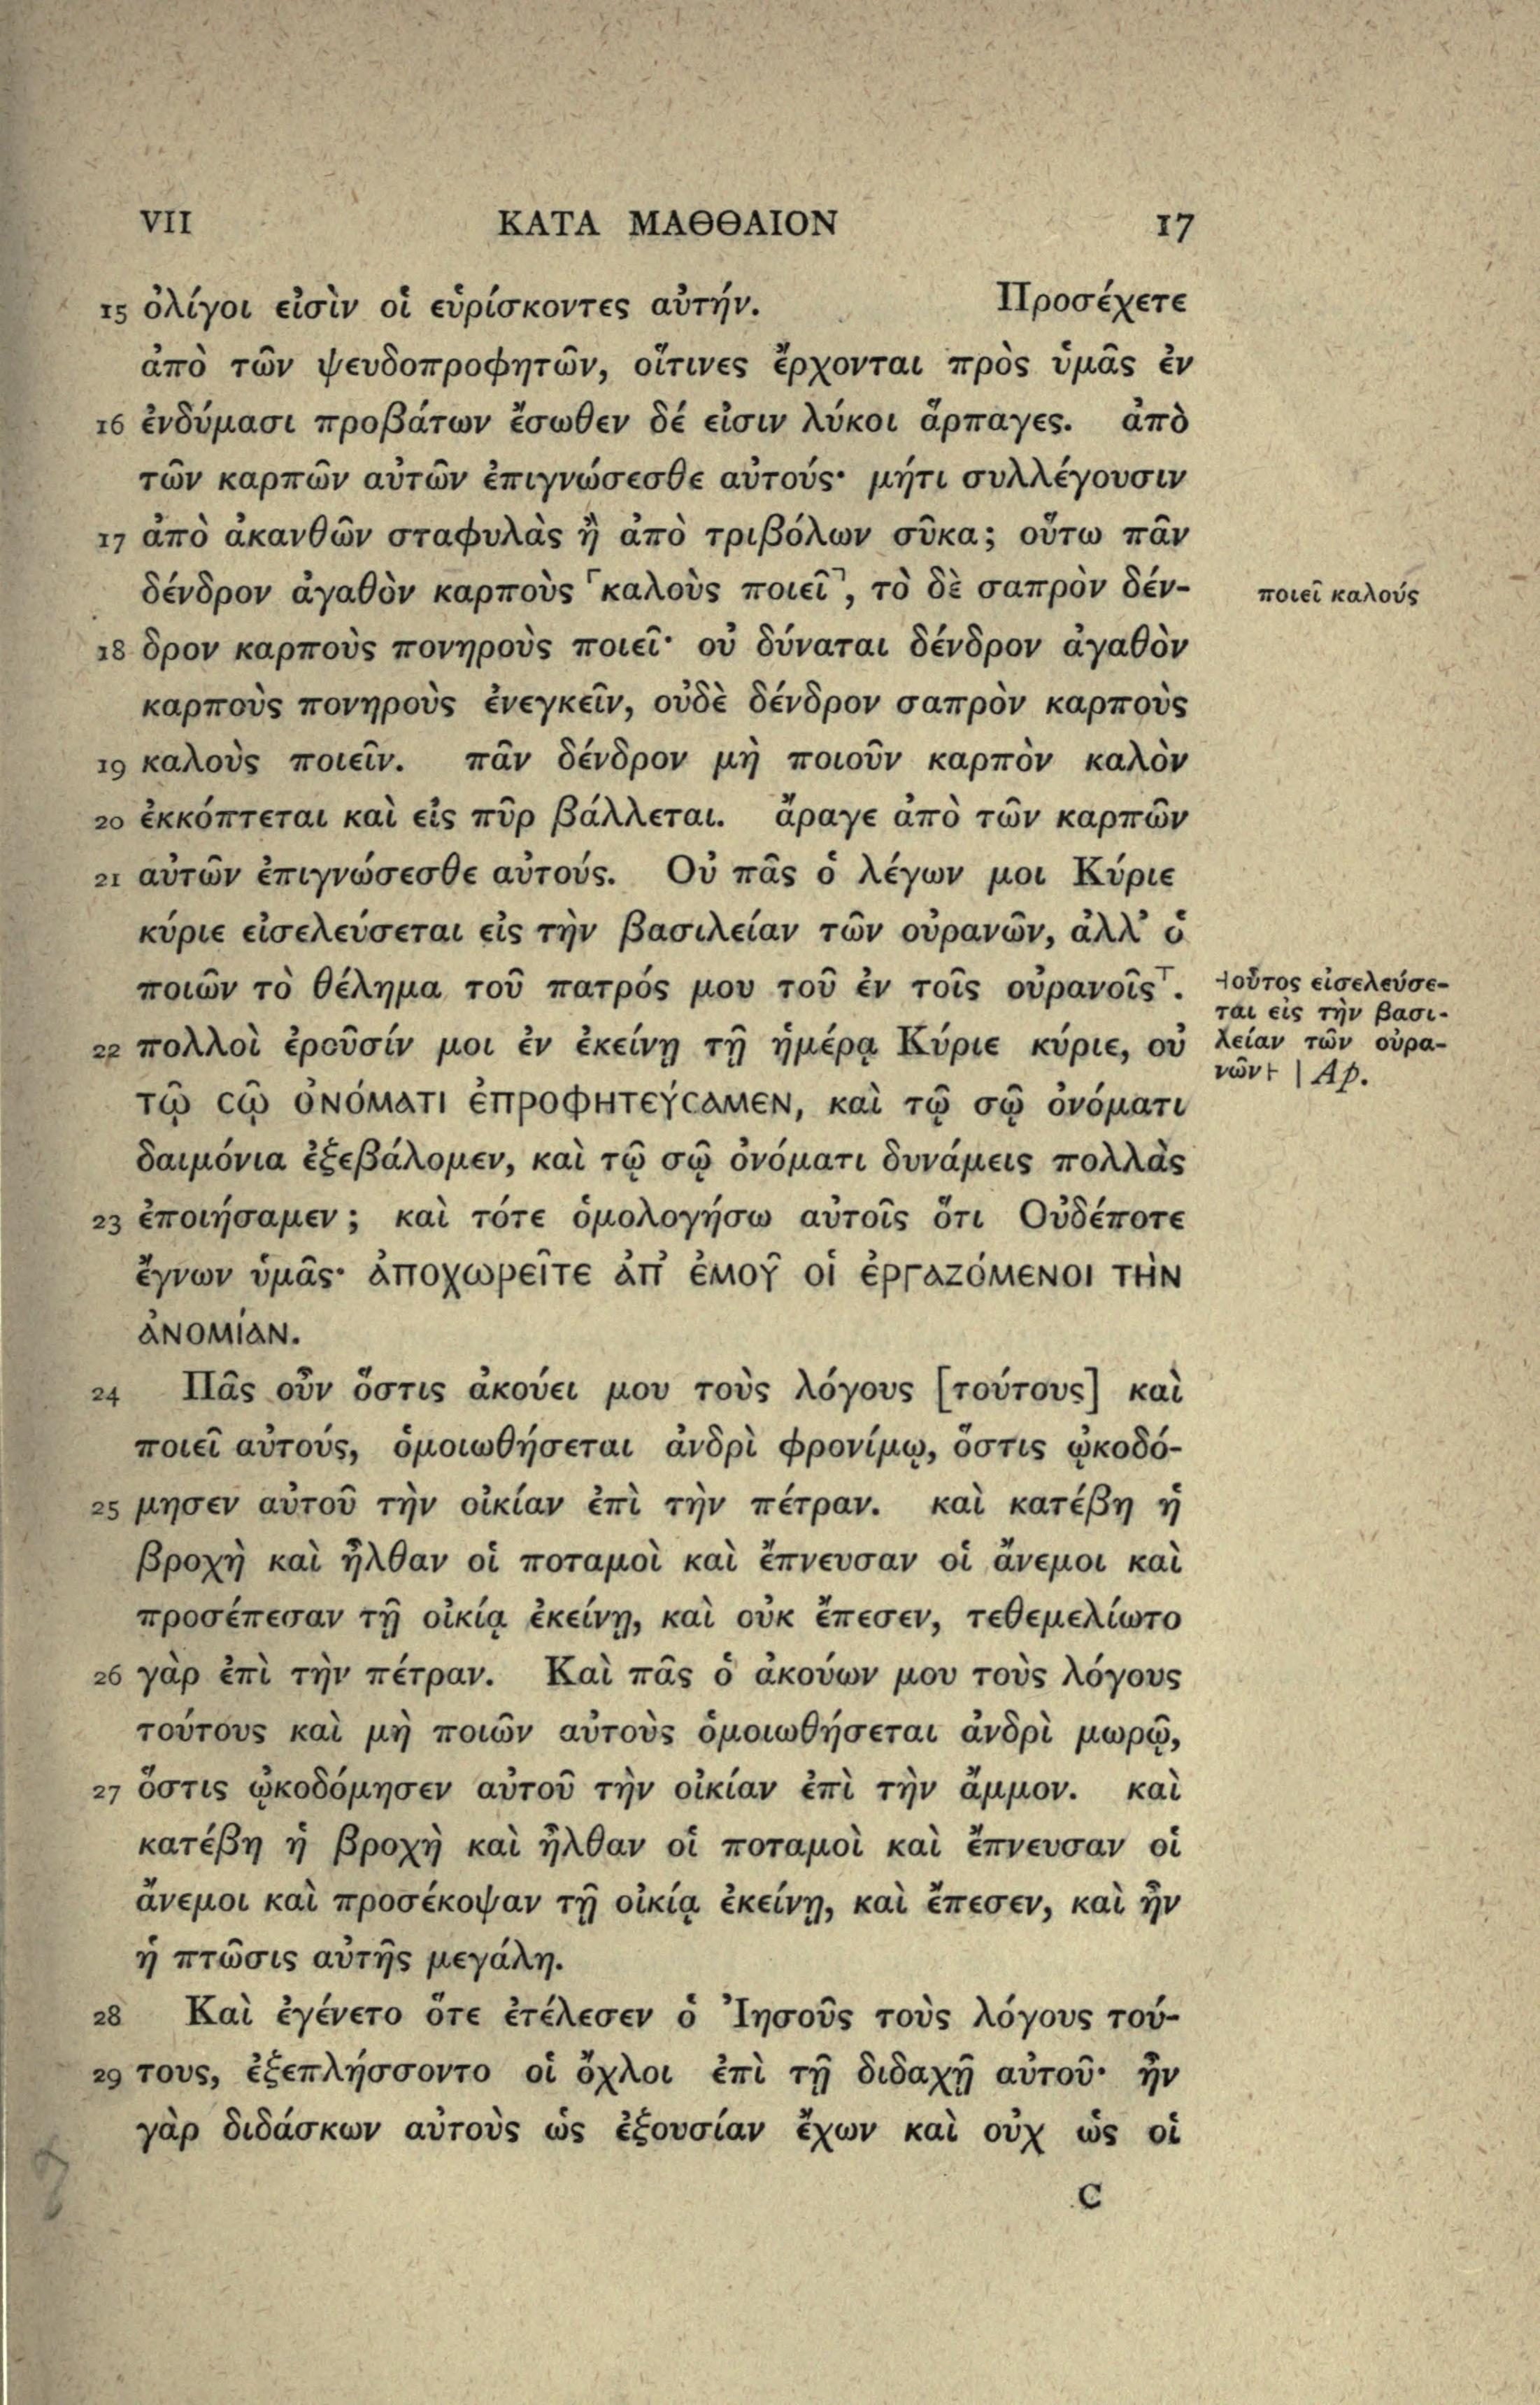 VII ΚΑΤΑ ΜΑΘΘΑΙΟΝ 17
15 ὀλίγοι εἰσὶν οἱ εὑρίσκοντες αὐτήν. Προσέχετε
ἀπὸ τῶν ψευδοπροφητῶν, οἵτινες ἔρχονται πρὸς ὑμᾶς ἐν
16 ἐνδύμασι προβάτων ἔσωθεν δέ εἰσιν λύκοι ἅρπαγες. ἀπὸ
τῶν καρπῶν αὐτῶν ἐπιγνώσεσθε αὐτούς· μήτι συλλέγουσιν
17 ἀπὸ ἀκανθῶν σταφυλὰς ἢ ἀπὸ τριβόλων σῦκα; οὕτω πᾶν
δένδρον ἀγαθὸν καρποὺς ⸢καλοὺς ποιεῖ⸣, τὸ δὲ σαπρὸν δέν-
18 δρον καρποὺς πονηροὺς ποιεῖ· οὐ δύναται δένδρον ἀγαθὸν
καρποὺς πονηροὺς ἐνεγκεῖν, οὐδὲ δένδρον σαπρὸν καρποὺς
19 καλοὺς ποιεῖν. πᾶν δένδρον μὴ ποιοῦν καρπὸν καλὸν
20 ἐκκόπτεται καὶ εἰς πῦρ βάλλεται. ἄραγε ἀπὸ τῶν καρπῶν
21 αὐτῶν ἐπιγνώσεσθε αὐτούς. Οὐ πᾶς ὁ λέγων μοι Κύριε
κύριε εἰσελεύσεται εἰς τὴν βασιλείαν τῶν οὐρανῶν, ἀλλ' ὁ
ποιῶν τὸ θέλημα τοῦ πατρός μου τοῦ ἐν τοῖς οὐρανοῖς⸆.
22 πολλοὶ ἐροῦσίν μοι ἐν ἐκείνῃ τῇ ἡμέρᾳ Κύριε κύριε, οὐ
τῷ cῷ ὀνόματι ἐπροφητεύcαμεν, καὶ τῷ σῷ ὀνόματι
δαιμόνια ἐξεβάλομεν, καὶ τῷ σῷ ὀνόματι δυνάμεις πολλὰς
23 ἐποιήσαμεν; καὶ τότε ὁμολογήσω αὐτοῖς ὅτι Οὐδέποτε
ἔγνων ὑμᾶς· ἀποχωρεῖτε ἀπ' ἐμοῦ οἱ ἐργαζόμενοι τὴν
ἀνομίαν.
24 Πᾶς οὖν ὅστις ἀκούει μου τοὺς λόγους [τούτους] καὶ
ποιεῖ αὐτούς, ὁμοιωθήσεται ἀνδρὶ φρονίμῳ, ὅστις ᾠκοδό-
25 μησεν αὐτοῦ τὴν οἰκίαν ἐπὶ τὴν πέτραν. καὶ κατέβη ἡ
βροχὴ καὶ ἦλθαν οἱ ποταμοὶ καὶ ἔπνευσαν οἱ ἄνεμοι καὶ
προσέπεσαν τῇ οἰκίᾳ ἐκείνῃ, καὶ οὐκ ἔπεσεν, τεθεμελίωτο
26 γὰρ ἐπὶ τὴν πέτραν. Καὶ πᾶς ὁ ἀκούων μου τοὺς λόγους
τούτους καὶ μὴ ποιῶν αὐτοὺς ὁμοιωθήσεται ἀνδρὶ μωρῷ,
27 ὅστις ᾠκοδόμησεν αὐτοῦ τὴν οἰκίαν ἐπὶ τὴν ἄμμον. καὶ
κατέβη ἡ βροχὴ καὶ ἦλθαν οἱ ποταμοὶ καὶ ἔπνευσαν οἱ
ἄνεμοι καὶ προσέκοψαν τῇ οἰκίᾳ ἐκείνῃ, καὶ ἔπεσεν, καὶ ἦν
ἡ πτῶσις αὐτῆς μεγάλη.
28 Καὶ ἐγένετο ὅτε ἐτέλεσεν ὁ Ἰησοῦς τοὺς λόγους τού-
29 τους, ἐξεπλήσσοντο οἱ ὄχλοι ἐπὶ τῇ διδαχῇ αὐτοῦ· ἦν
γὰρ διδάσκων αὐτοὺς ὡς ἐξουσίαν ἔχων καὶ οὐχ ὡς οἱ
C
ποιεῖ καλούς
⊣οὗτος εἰσελεύσε-
ται εἰς τὴν βασι-
λείαν τῶν οὐρα-
νῶν⊢ | Ap.